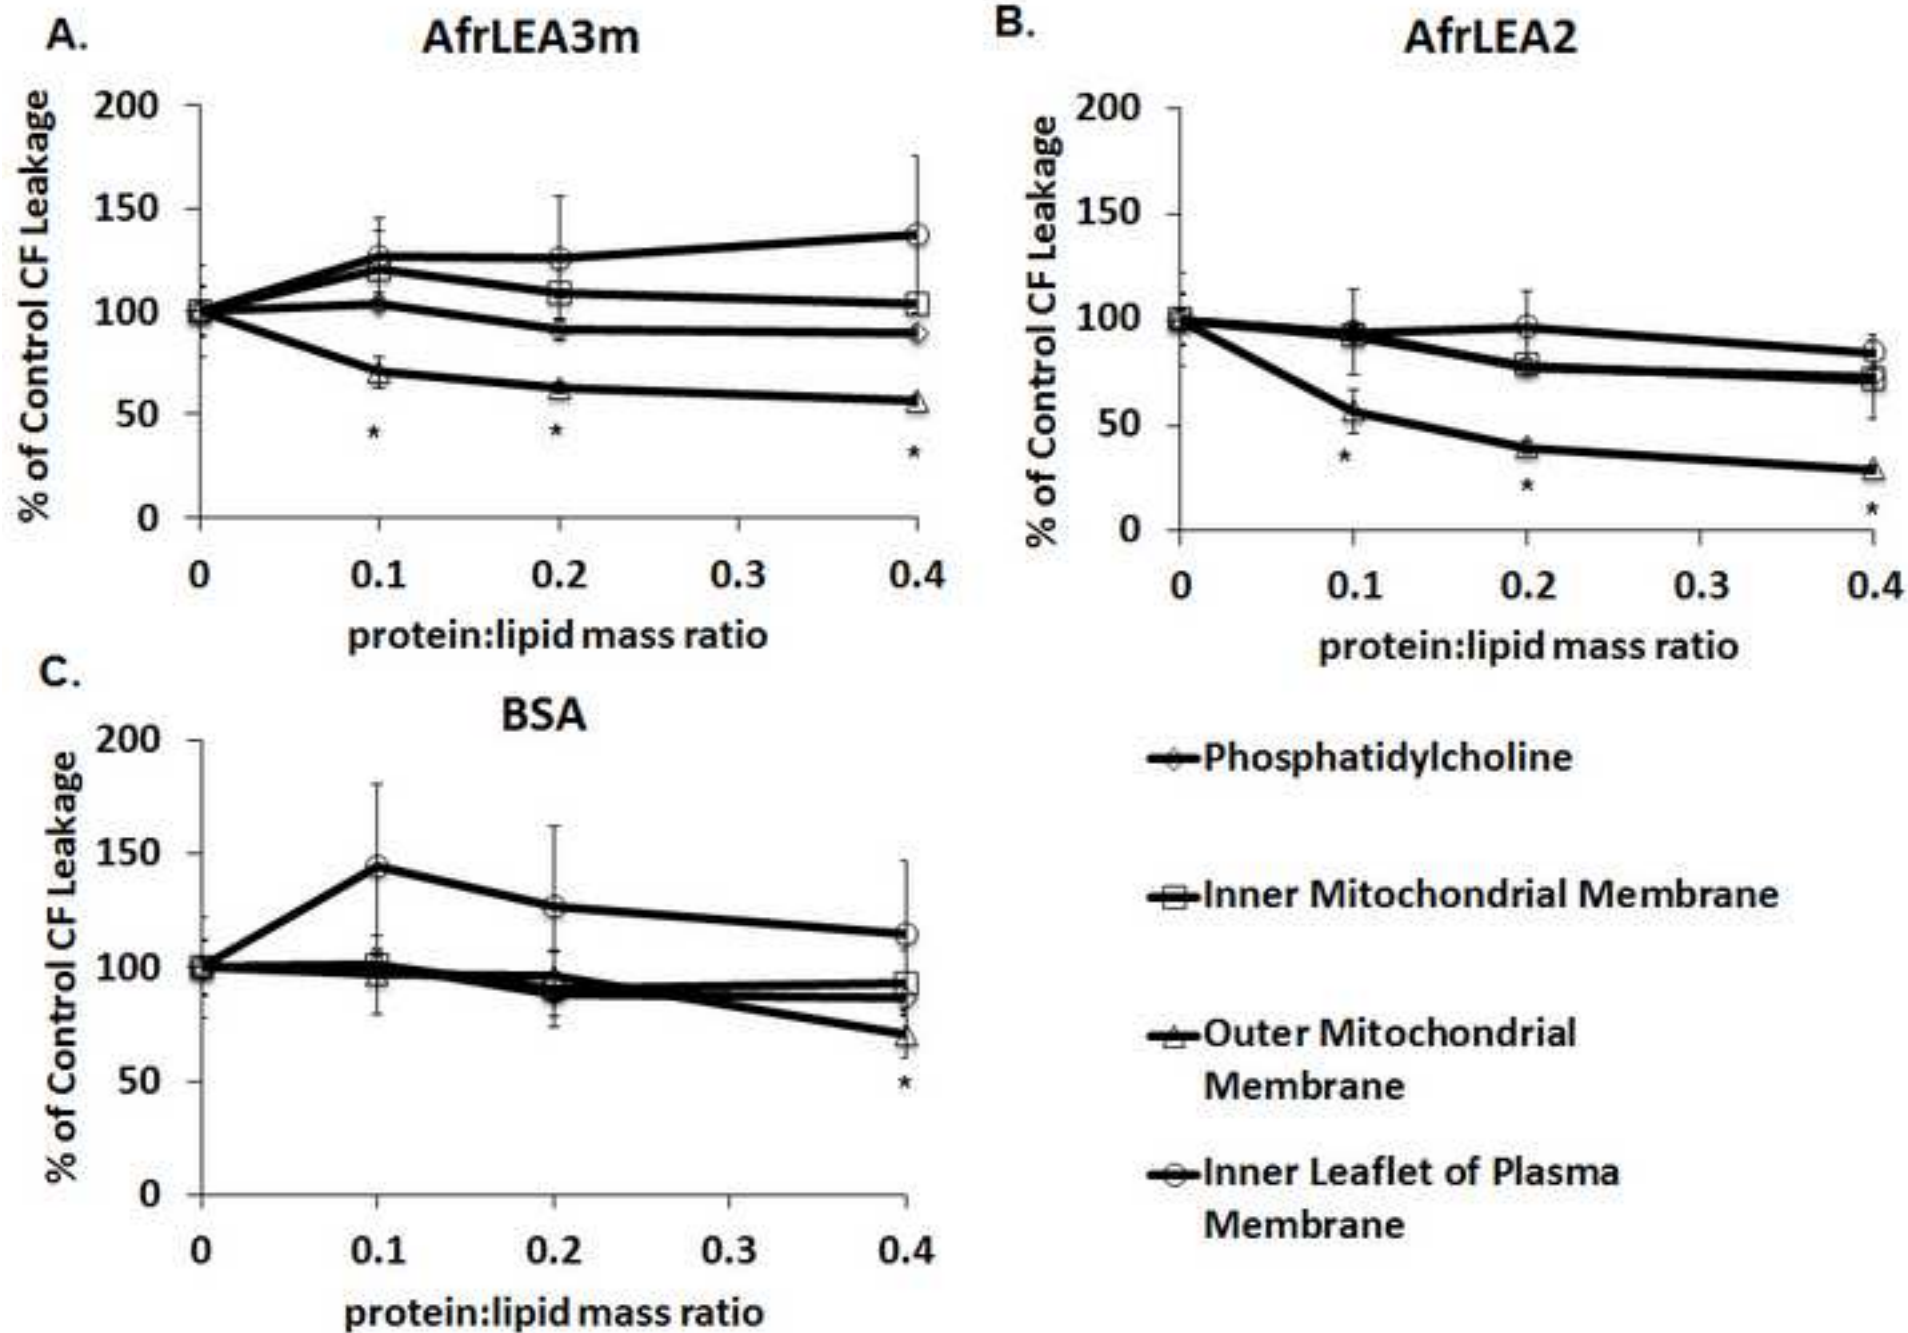 A.
AfrLEA3m
% of Control CF Leakage
200
150
100
50
0
0 0.1 0.2 0.3 0.4
protein:lipid mass ratio
*
*
*
B.
AfrLEA2
% of Control CF Leakage
200
150
100
50
0
0 0.1 0.2 0.3 0.4
protein:lipid mass ratio
*
*
*
C.
BSA
% of Control CF Leakage
200
150
100
50
0
0 0.1 0.2 0.3 0.4
protein:lipid mass ratio
*
Phosphatidylcholine
Inner Mitochondrial Membrane
Outer Mitochondrial
Membrane
Inner Leaflet of Plasma
Membrane